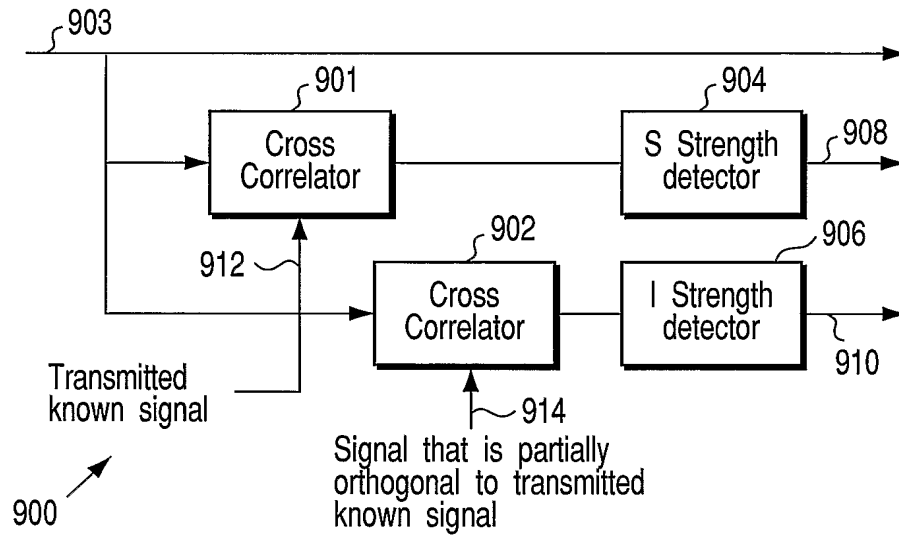 903
901
904
Cross
Correlator
S Strength
detector
908
912
902
906
Cross
Correlator
I Strength
detector
910
Transmitted
known signal
914
Signal that is partially
orthogonal to transmitted
known signal
900